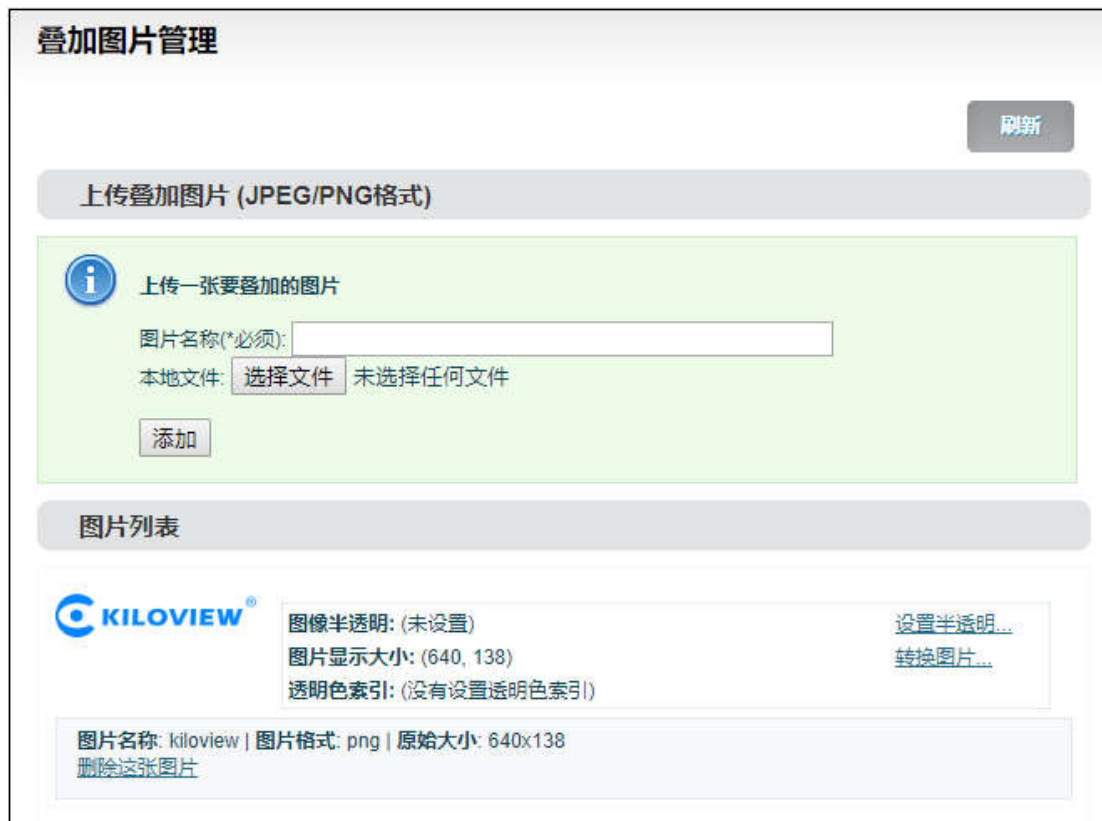 叠加图片管理
刷新
上传叠加图片 (JPEG/PNG格式)
上传一张要叠加的图片
图片名称(*必须):
本地文件: 选择文件 未选择任何文件
添加
图片列表
KILOVIEW®
图像半透明: (未设置) 设置半透明...
图片显示大小: (640, 138) 转换图片...
透明色索引: (没有设置透明色索引)
图片名称: kiloview | 图片格式: png | 原始大小: 640x138
删除这张图片